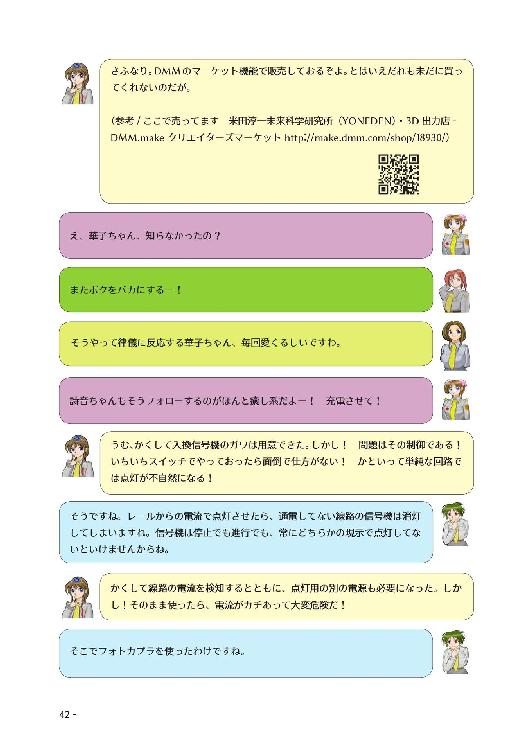 さふなり。DMMのマーケット機能で販売しておるぞよ。とはいえだれも未だに買っ
てくれないのだが。
（参考/ここで売ってます　米田淳一未来科学研究所（YONEDEN）・3D出力店-
DMM.make クリエイターズマーケット http://make.dmm.com/shop/18930/）
え、華子ちゃん、知らなかったの？
またボクをバカにするー！
そうやって律儀に反応する華子ちゃん、毎回愛くるしいですわ。
詩音ちゃんもそうフォローするのがほんと癒し系だよー！　充電させて！
うむ、かくして入換信号機のガワは用意できた。しかし！　問題はその制御である！
いちいちスイッチでやっておったら面倒で仕方がない！　かといって単純な回路で
は点灯が不自然になる！
そうですね。レールからの電流で点灯させたら、通電してない線路の信号機は消灯
してしまいますね。信号機は停止でも進行でも、常にどちらかの現示で点灯してな
いといけませんからね。
かくして線路の電流を検知するとともに、点灯用の別の電源も必要になった。しか
し！そのまま使ったら、電流がカチあって大変危険だ！
そこでフォトカプラを使ったわけですね。
42 -